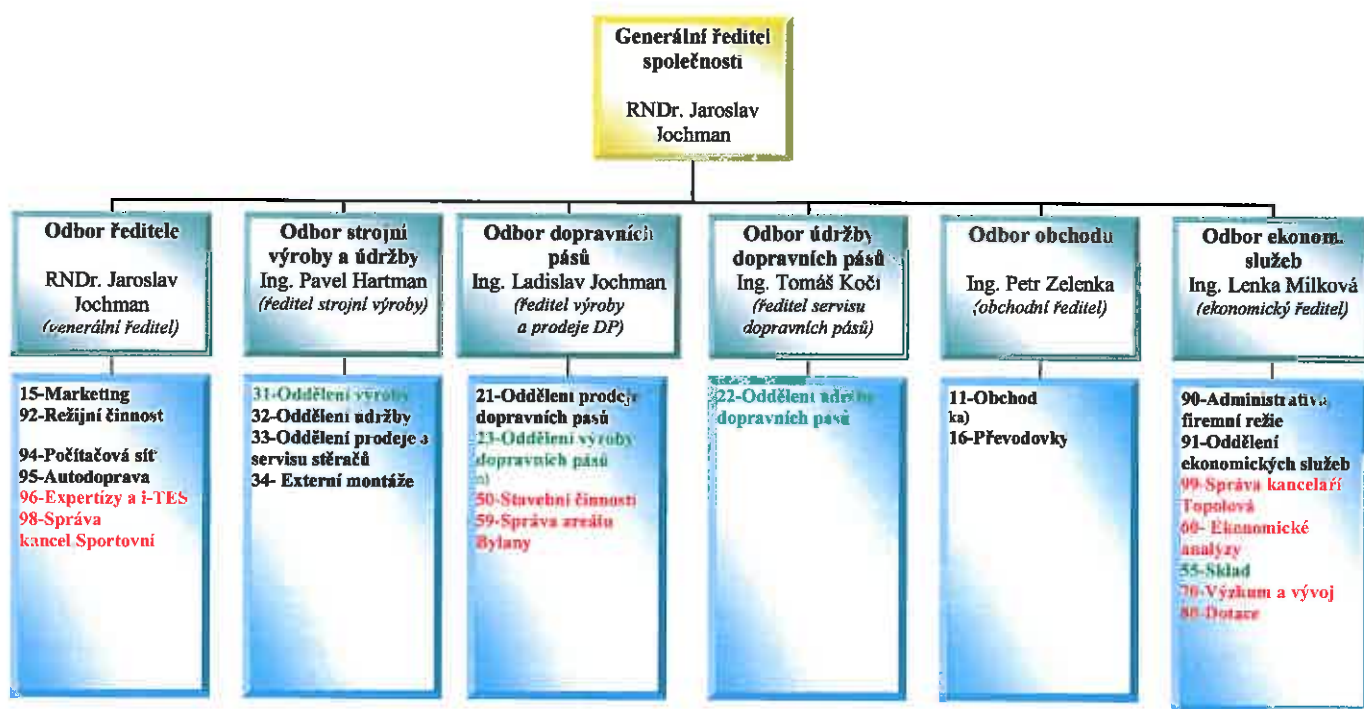 Generální ředitel
společnosti
RNDr. Jaroslav
Jochman
Odbor ředitele
RNDr. Jaroslav
Jochman
(generální ředitel)
15-Marketing
92-Režijní činnost
94-Počítačová síť
95-Autodoprava
96-Expertízy a i-TES
98-Správa
kancel Sportovní
Odbor strojní
výroby a údržby
Ing. Pavel Hartman
(ředitel strojní výroby)
31-Oddělení výroby
32-Oddělení údržby
33-Oddělení prodeje a
servisu stěračů
34- Externí montáže
Odbor dopravních
pásů
Ing. Ladislav Jochman
(ředitel výroby
a prodeje DP)
21-Oddělení prodeje
dopravních pasů
23-Oddělení výroby
dopravních pásů
n)
50-Stavební činnosti
59-Správa areálu
Bylany
Odbor údržby
dopravních pásů
Ing. Tomáš Kočí
(ředitel servisu
dopravních pásů)
22-Oddělení údržby
dopravních pasů
Odbor obchodu
Ing. Petr Zelenka
(obchodní ředitel)
11-Obchod
ka)
16-Převodovky
Odbor ekonom.
služeb
Ing. Lenka Milková
(ekonomický ředitel)
90-Administrativa
firemní režie
91-Oddělení
ekonomických služeb
99-Správa kanceláří
Topolová
60- Ekonomické
analýzy
55-Sklad
70-Výzkum a vývoj
80-Dotace